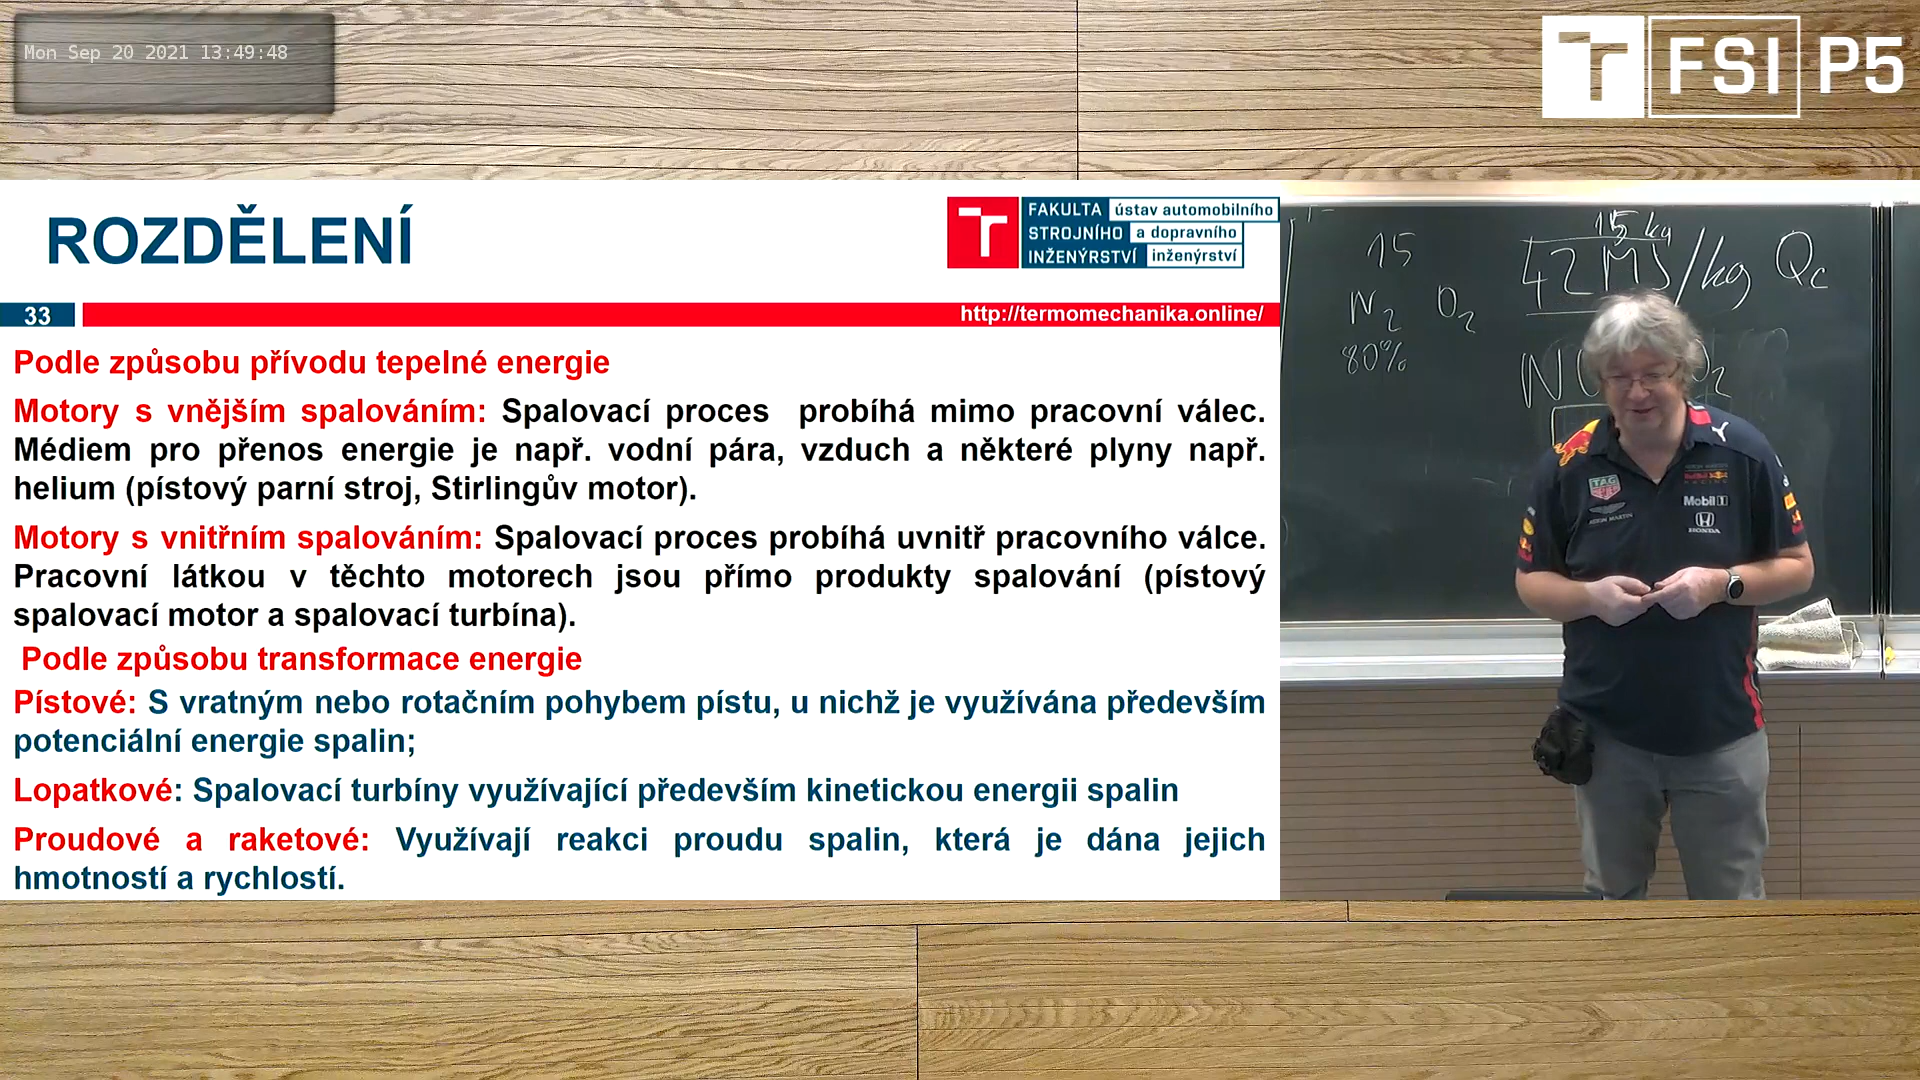 Mon Sep 20 2021 13:49:48
T FSI P5
ROZDĚLENÍ
T FAKULTA ústav automobilního
STROJNÍHO a dopravního
INŽENÝRSTVÍ inženýrství
33
http://termomechanika.online/
Podle způsobu přívodu tepelné energie
Motory s vnějším spalováním: Spalovací proces probíhá mimo pracovní válec.
Médiem pro přenos energie je např. vodní pára, vzduch a některé plyny např.
helium (pístový parní stroj, Stirlingův motor).
Motory s vnitřním spalováním: Spalovací proces probíhá uvnitř pracovního válce.
Pracovní látkou v těchto motorech jsou přímo produkty spalování (pístový
spalovací motor a spalovací turbína).
Podle způsobu transformace energie
Pístové: S vratným nebo rotačním pohybem pístu, u nichž je využívána především
potenciální energie spalin;
Lopatkové: Spalovací turbíny využívající především kinetickou energii spalin
Proudové a raketové: Využívají reakci proudu spalin, která je dána jejich
hmotností a rychlostí.
15 kg
15
42 MJ/kg Qc
N2 O2
80%
TAG
ASTON MARTIN
Mobil 1
HONDA